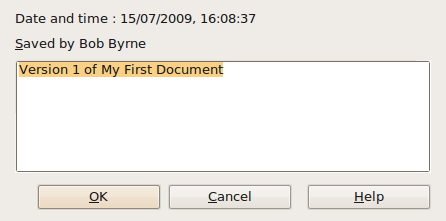 Date and time : 15/07/2009, 16:08:37
Saved by Bob Byrne
Version 1 of My First Document
OK Cancel Help